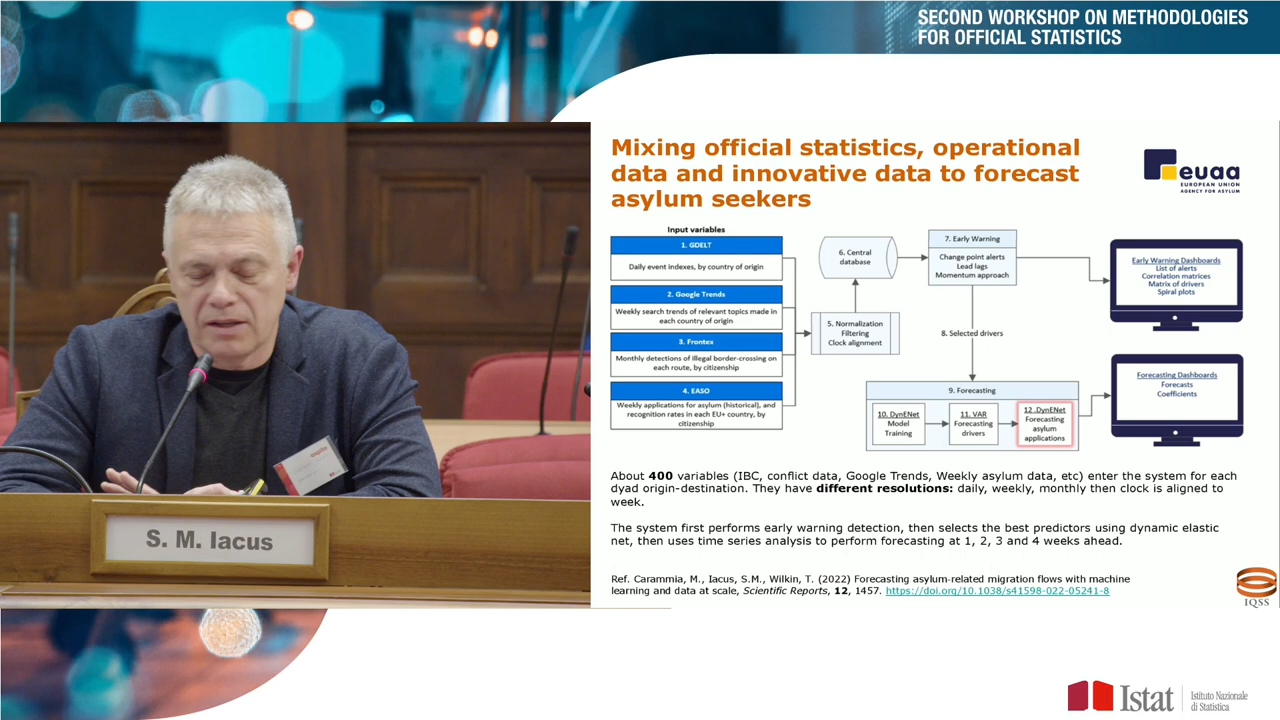 SECOND WORKSHOP ON METHODOLOGIES
FOR OFFICIAL STATISTICS
S. M. Iacus
Mixing official statistics, operational
data and innovative data to forecast
asylum seekers
euaa
EUROPEAN UNION
AGENCY FOR ASYLUM
Input variables
1. GDELT
Daily event indexes, by country of origin
2. Google Trends
Weekly search trends of relevant topics made in
each country of origin
3. Frontex
Monthly detections of illegal border-crossing on
each route, by citizenship
4. EASO
Weekly applications for asylum (historical), and
recognition rates in each EU+ country, by
citizenship
5. Normalization
Filtering
Clock alignment
6. Central
database
7. Early Warning
Change point alerts
Lead lags
Momentum approach
8. Selected drivers
9. Forecasting
10. DynENet
Model
Training
11. VAR
Forecasting
drivers
12 .DynENet
Forecasting
asylum
applications
Early Warning Dashboards
List of alerts
Correlation matrices
Matrix of drivers
Spiral plots
Forecasting Dashboards
Forecasts
Coefficients
About 400 variables (IBC, conflict data, Google Trends, Weekly asylum data, etc) enter the system for each
dyad origin-destination. They have different resolutions: daily, weekly, monthly then clock is aligned to
week.
The system first performs early warning detection, then selects the best predictors using dynamic elastic
net, then uses time series analysis to perform forecasting at 1, 2, 3 and 4 weeks ahead.
Ref. Carammia, M., Iacus, S.M., Wilkin, T. (2022) Forecasting asylum-related migration flows with machine
learning and data at scale, Scientific Reports, 12, 1457. https://doi.org/10.1038/s41598-022-05241-8
IQSS
Istat
Istituto Nazionale
di Statistica